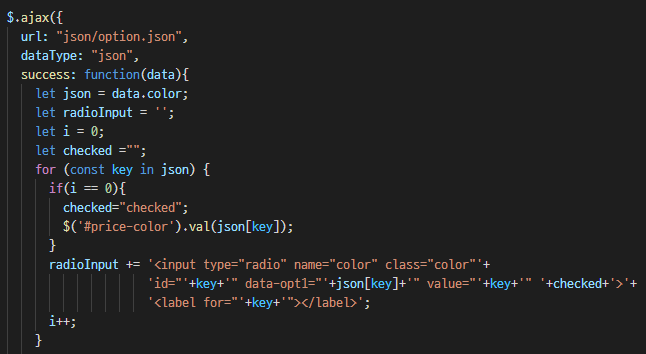 $.ajax({
url: "json/option.json",
dataType: "json",
success: function(data){
let json = data.color;
let radioInput = '';
let i = 0;
let checked ="";
for (const key in json) {
if(i == 0){
checked="checked";
$('#price-color').val(json[key]);
}
radioInput += '<input type="radio" name="color" class="color"'+
'id="'+key+'" data-opt1="'+json[key]+'" value="'+key+'" '+checked+'>'+
'<label for="'+key+'"></label>';
i++;
}